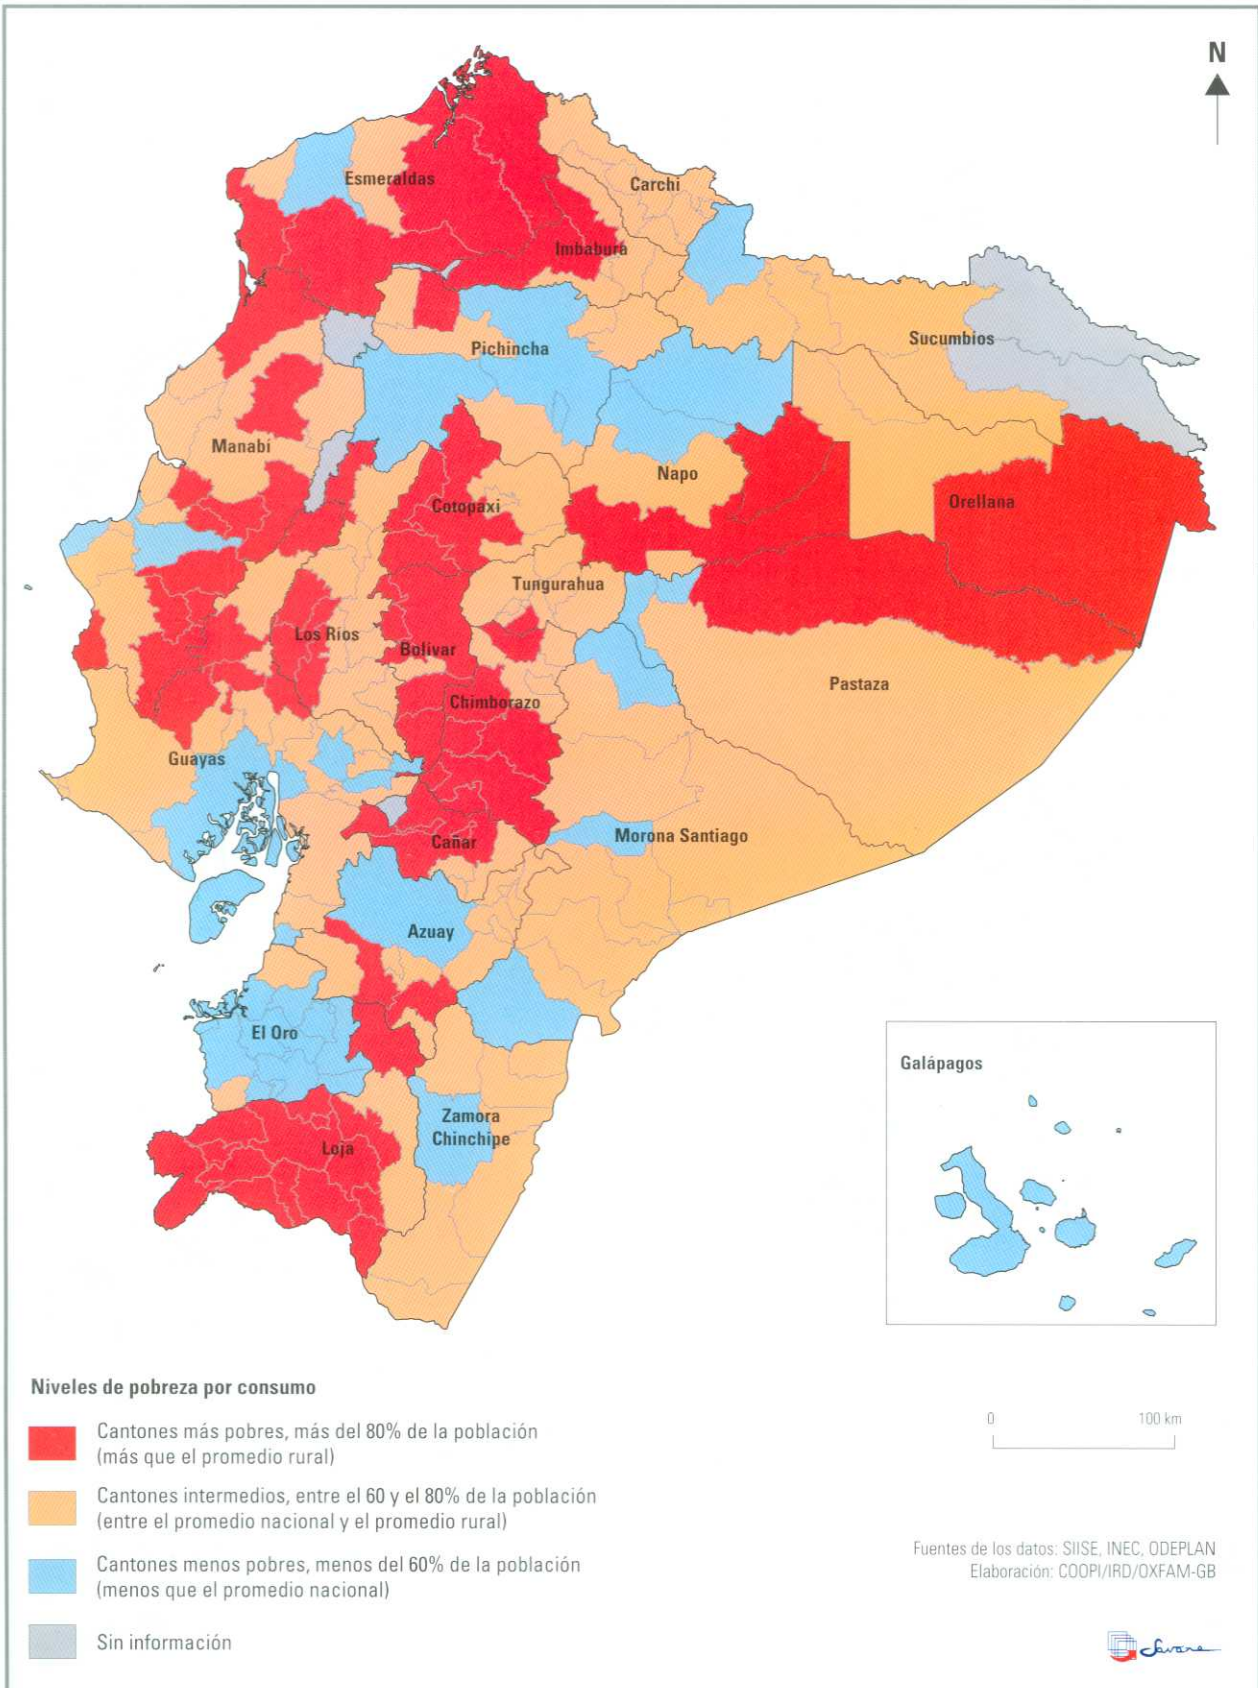 N
Esmeraldas
Carchi
Imbabura
Sucumbios
Pichincha
Manabí
Napo
Cotopaxi
Orellana
Tungurahua
Los Ríos
Bolívar
Pastaza
Chimborazo
Guayas
Morona Santiago
Cañar
Azuay
El Oro
Galápagos
Zamora
Chinchipe
Loja
Niveles de pobreza por consumo
Cantones más pobres, más del 80% de la población
(más que el promedio rural)
Cantones intermedios, entre el 60 y el 80% de la población
(entre el promedio nacional y el promedio rural)
Cantones menos pobres, menos del 60% de la población
(menos que el promedio nacional)
Sin información
0 100 km
Fuentes de los datos: SIISE, INEC, ODEPLAN
Elaboración: COOPI/IRD/OXFAM-GB
Savane